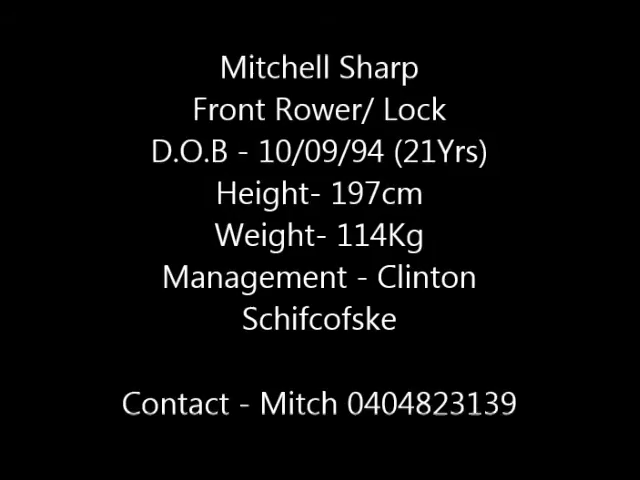 Mitchell Sharp
Front Rower/ Lock
D.O.B - 10/09/94 (21Yrs)
Height- 197cm
Weight- 114Kg
Management - Clinton
Schifcofske
Contact - Mitch 0404823139